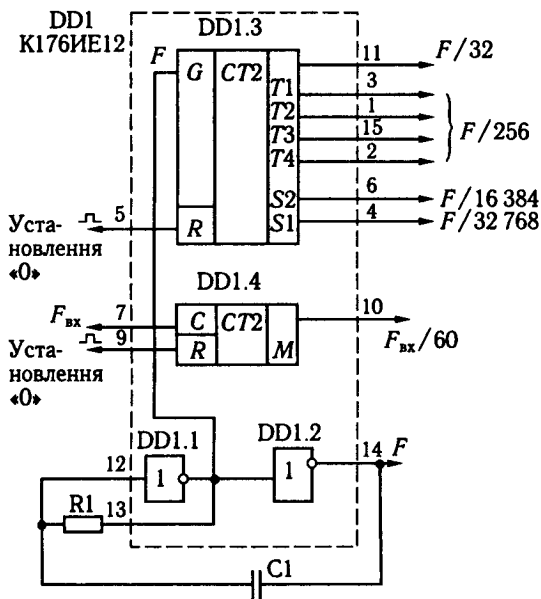 DD1
К176ИЕ12
DD1.3
F
G
CT2
11
F/32
T1
3
T2
1
T3
15
F/256
T4
2
S2
6
F/16 384
S1
4
F/32 768
Уста-
новлення
«0»
5
R
DD1.4
Fвх
7
C
CT2
10
Fвх/60
Уста-
новлення
«0»
9
R
M
DD1.1
DD1.2
12
1
1
14
F
R1
13
C1